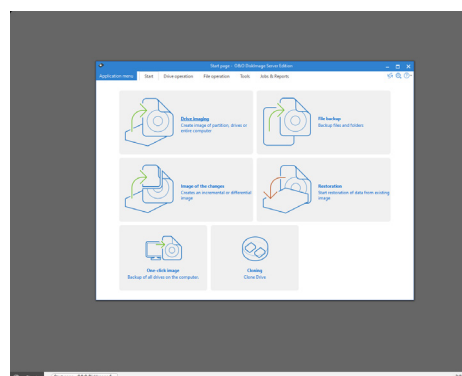 Start page - O&O DiskImage Server Edition
Application menu Start Drive operation File operation Tools Jobs & Reports
Drive imaging
Create image of partition, drives or
entire computer
File backup
Backup files and folders
Image of the changes
Creates an incremental or differential
image
Restoration
Start restoration of data from existing
image
One-click image
Backup of all drives on the computer.
Cloning
Clone Drive